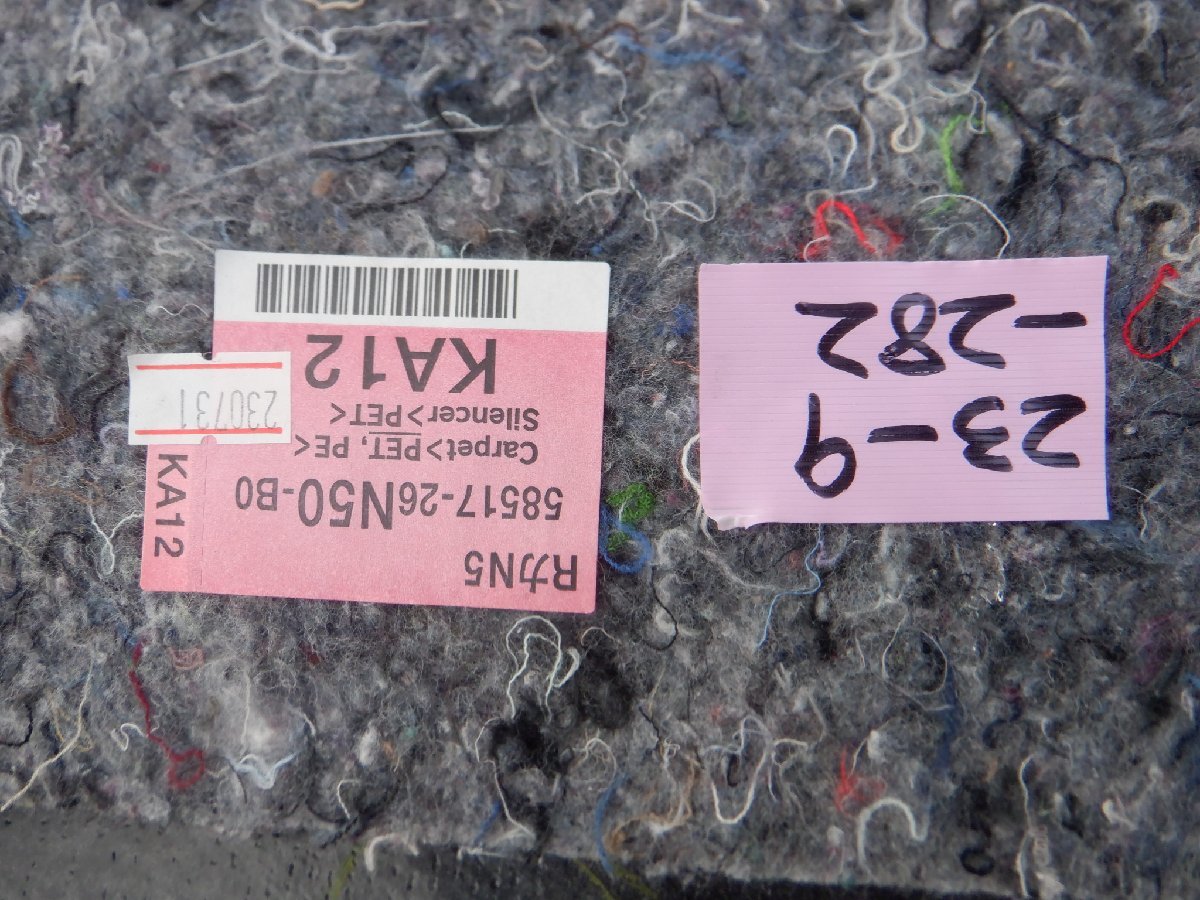 RカN5
58517-26N50-B0
Carpet>PET, PE<
Silencer>PET<
KA12
KA12
230731
23-9
-282